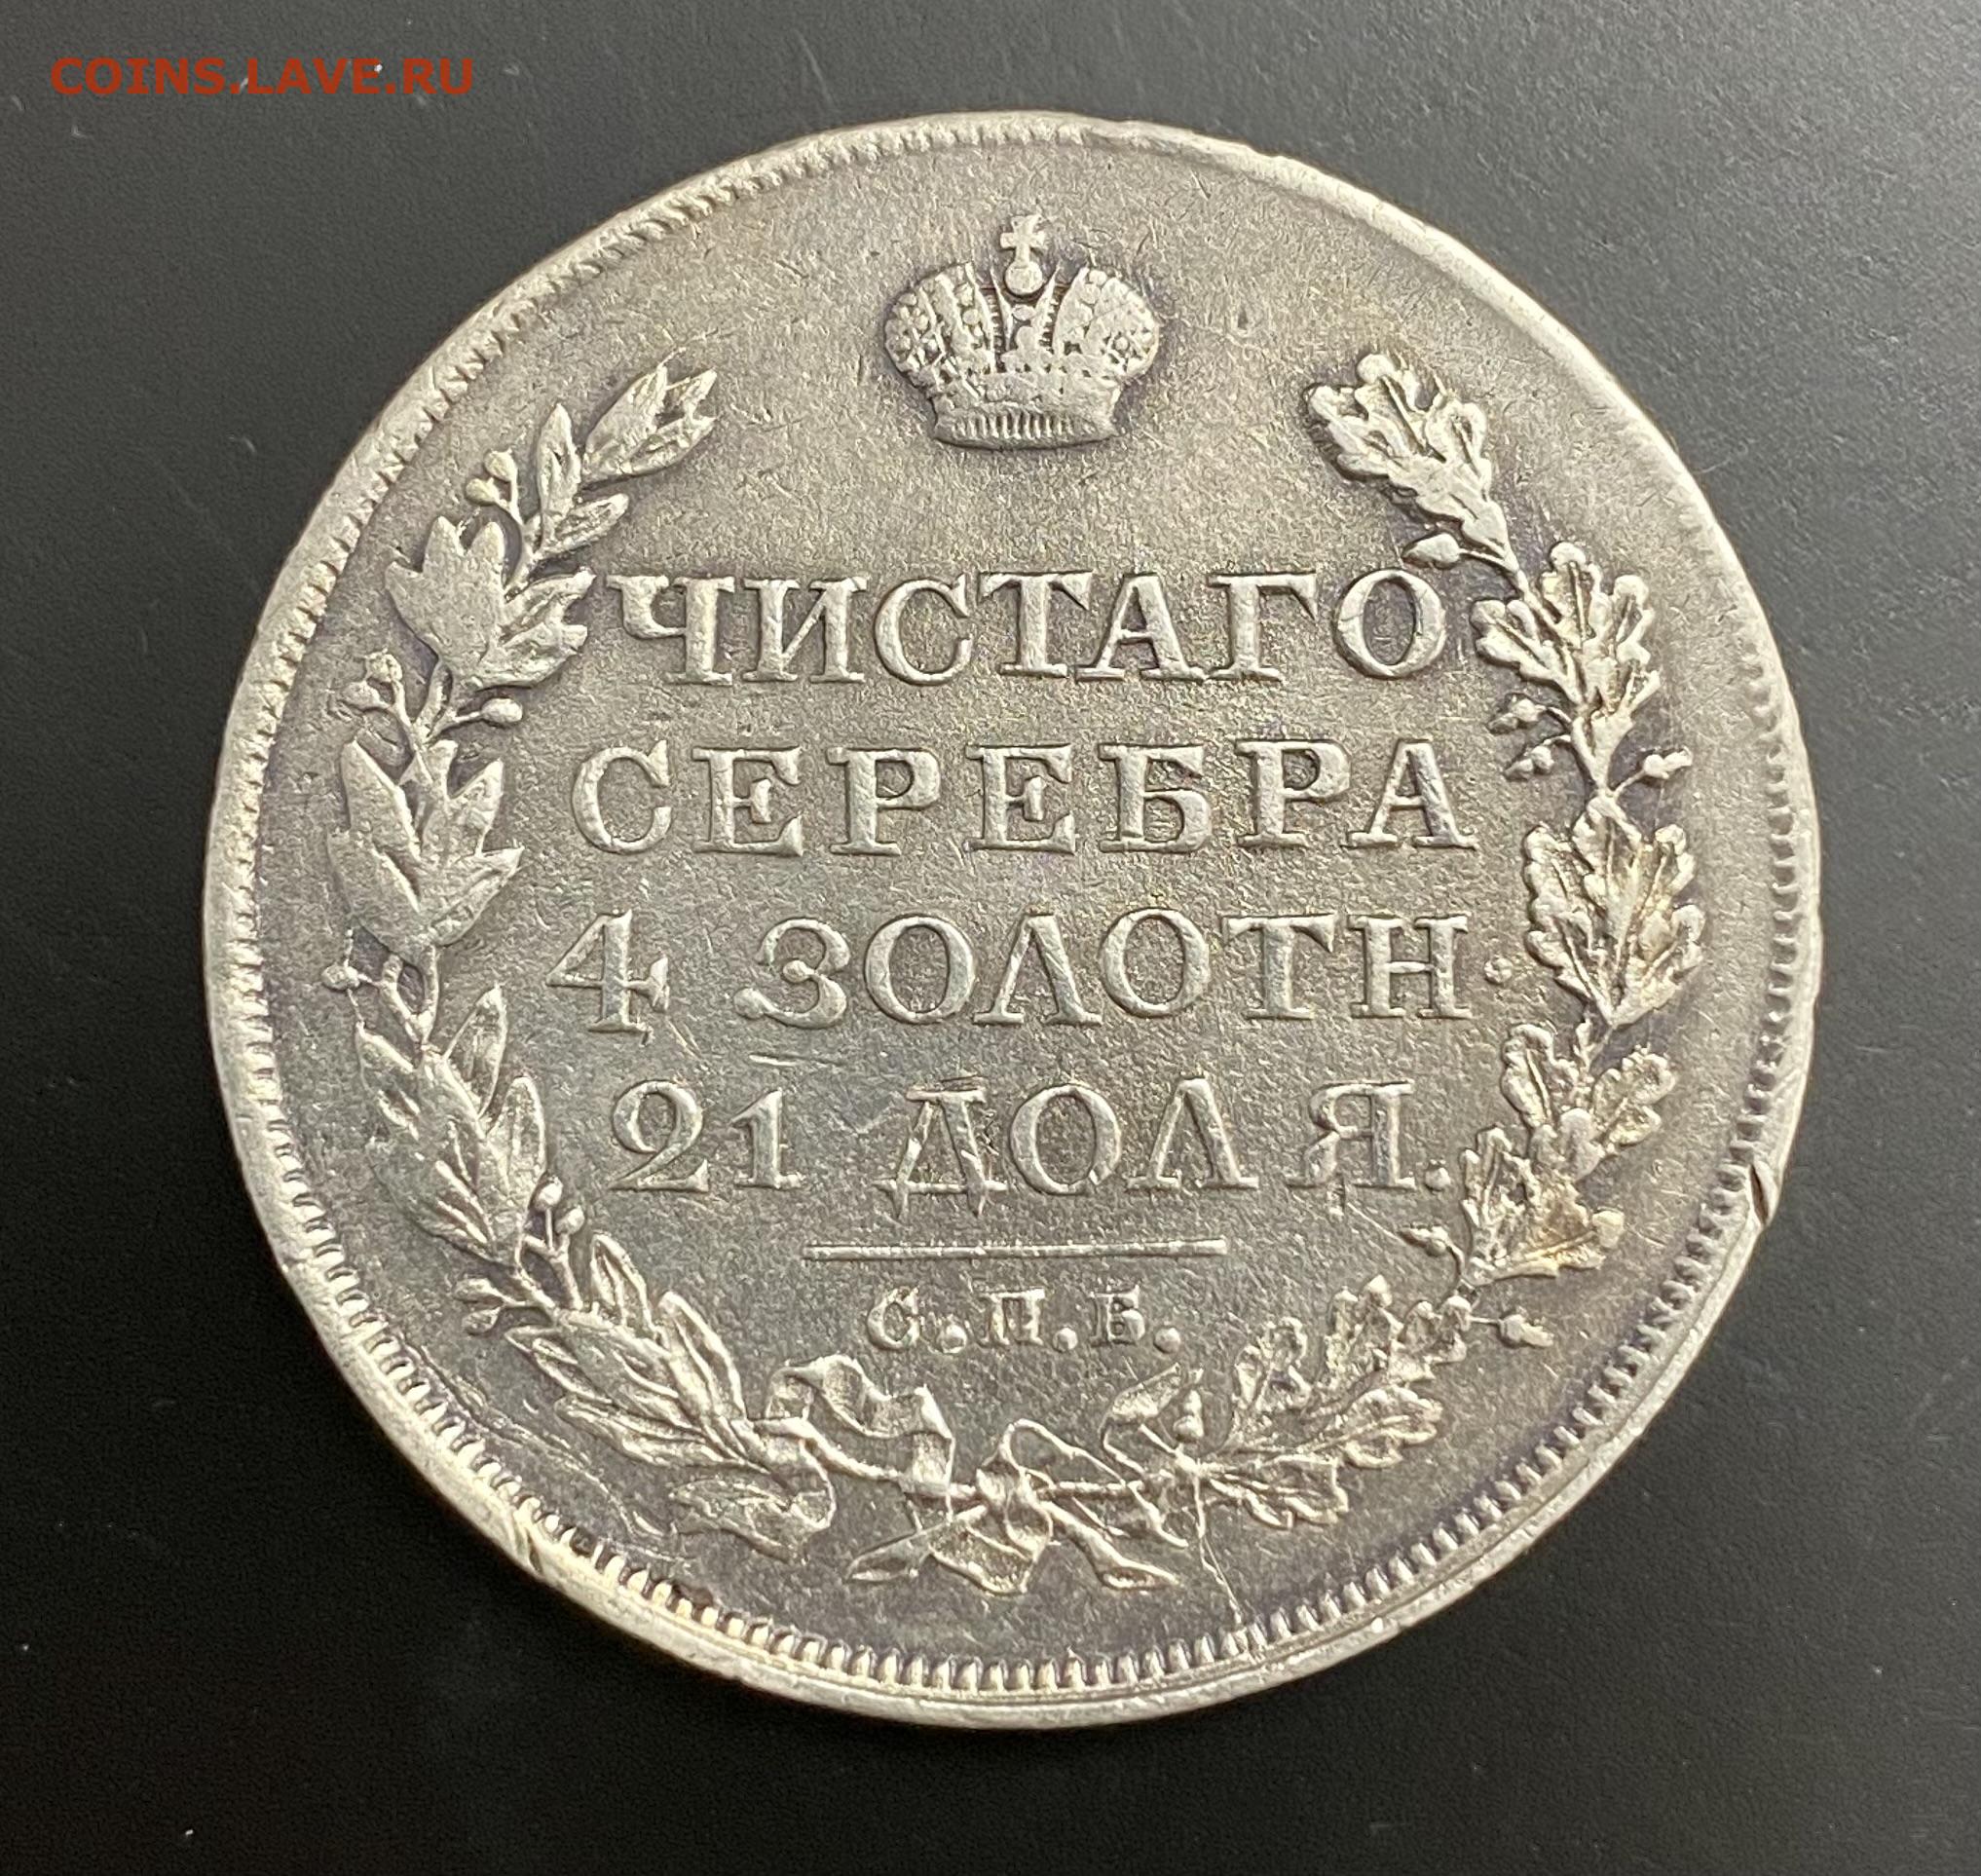 COINS.LAVE.RU
ЧИСТАГО
СЕРЕБРА
4 ЗОЛОТН.
21 ДОЛЯ.
С.П.Б.